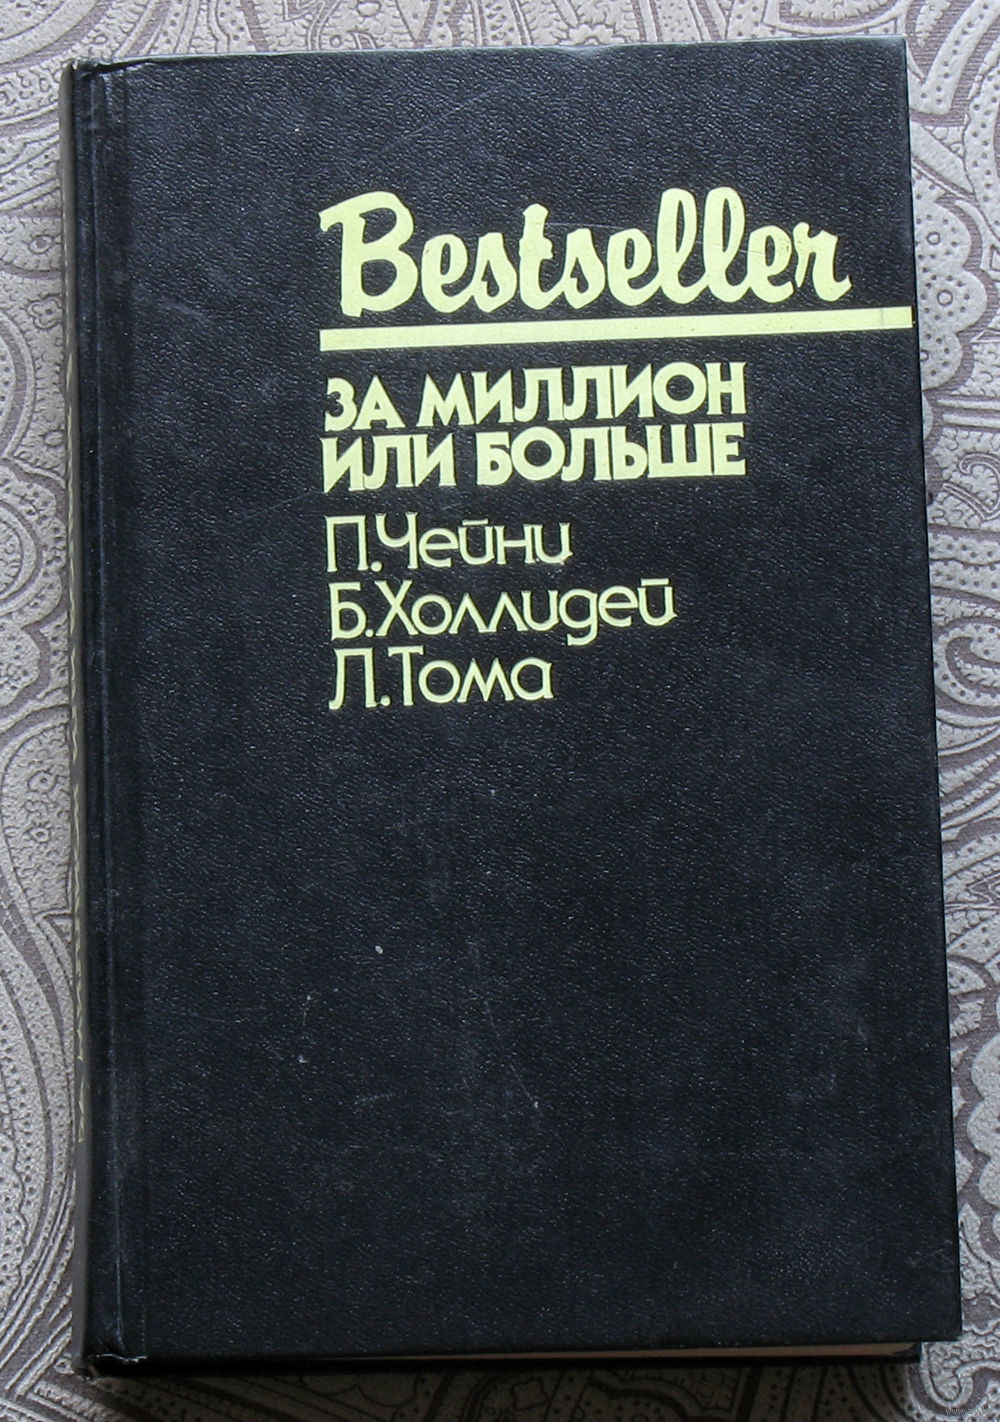 Bestseller
ЗА МИЛЛИОН
ИЛИ БОЛЬШЕ
П.Чейни
Б.Холлидей
Л.Тома